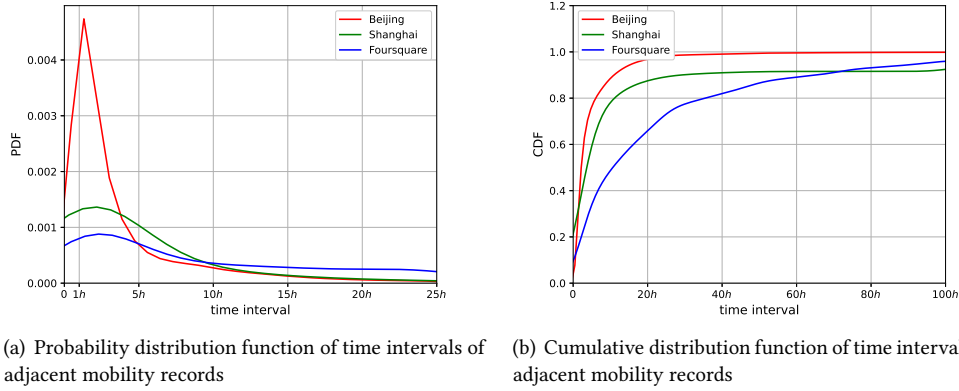 Beijing
Shanghai
Foursquare
0.004
0.003
0.002
0.001
0.000
PDF
0 1h 5h 10h 15h 20h 25h
time interval
(a) Probability distribution function of time intervals of
adjacent mobility records
1.2
1.0
0.8
0.6
0.4
0.2
0.0
CDF
Beijing
Shanghai
Foursquare
0 20h 40h 60h 80h 100h
time interval
(b) Cumulative distribution function of time interva
adjacent mobility records